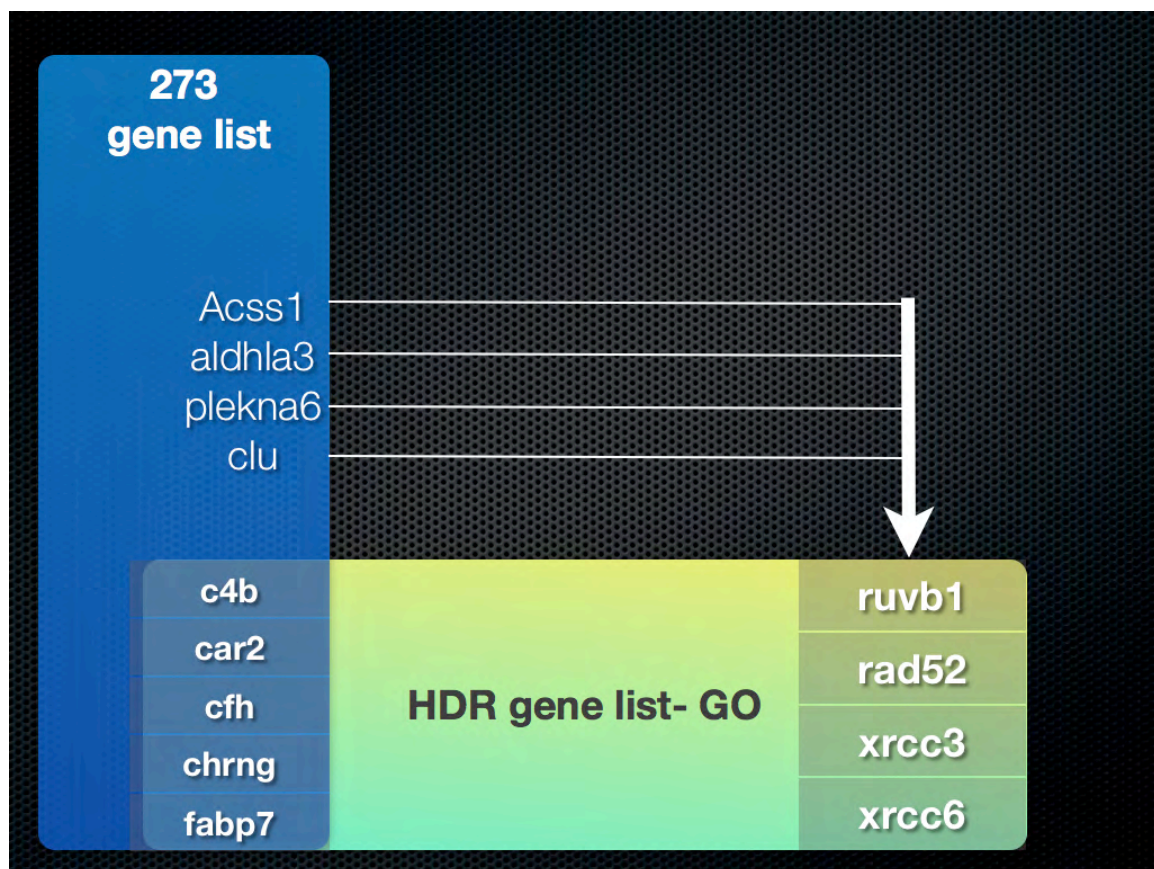 273
gene list
Acss1
aldhla3
plekna6
clu
c4b
car2
cfh
chrng
fabp7
HDR gene list- GO
ruvb1
rad52
xrcc3
xrcc6